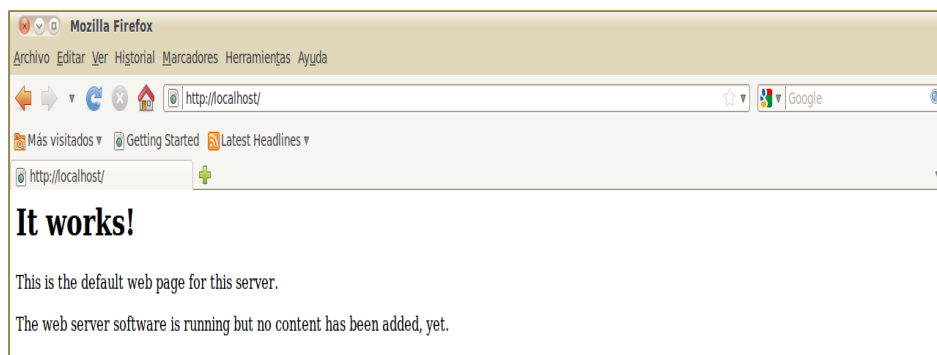 Mozilla Firefox
Archivo Editar Ver Historial Marcadores Herramientas Ayuda
http://localhost/ Google
Más visitados Getting Started Latest Headlines
http://localhost/
It works!
This is the default web page for this server.
The web server software is running but no content has been added, yet.